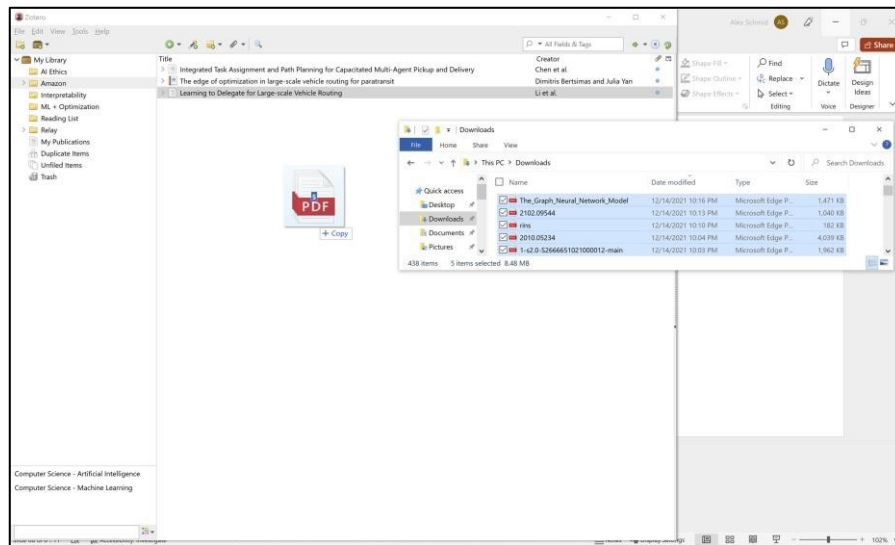 Zotero
File Edit View Tools Help
All Fields & Tags
My Library
AI Ethics
Amazon
Interpretability
ML + Optimization
Reading List
Relay
My Publications
Duplicate Items
Unfiled Items
Trash
Title Creator
Integrated Task Assignment and Path Planning for Capacitated Multi-Agent Pickup and Delivery Chen et al.
The edge of optimization in large-scale vehicle routing for paratransit Dimitris Bertsimas and Julia Yan
Learning to Delegate for Large-scale Vehicle Routing Li et al.
5
PDF
+ Copy
Computer Science - Artificial Intelligence
Computer Science - Machine Learning
Alex Schmid AS
Share
Shape Fill
Shape Outline
Shape Effects
Find
Replace
Select
Editing
Dictate
Voice
Design
Ideas
Designer
Downloads
File Home Share View
This PC > Downloads
Search Downloads
Quick access
Desktop
Downloads
Documents
Pictures
Name Date modified Type Size
The_Graph_Neural_Network_Model 12/14/2021 10:16 PM Microsoft Edge P... 1,471 KB
2102.09544 12/14/2021 10:13 PM Microsoft Edge P... 1,040 KB
rins 12/14/2021 10:10 PM Microsoft Edge P... 182 KB
2010.05234 12/14/2021 10:04 PM Microsoft Edge P... 4,039 KB
1-s2.0-S2666651021000012-main 12/14/2021 10:03 PM Microsoft Edge P... 1,962 KB
438 items 5 items selected 8.48 MB
102%